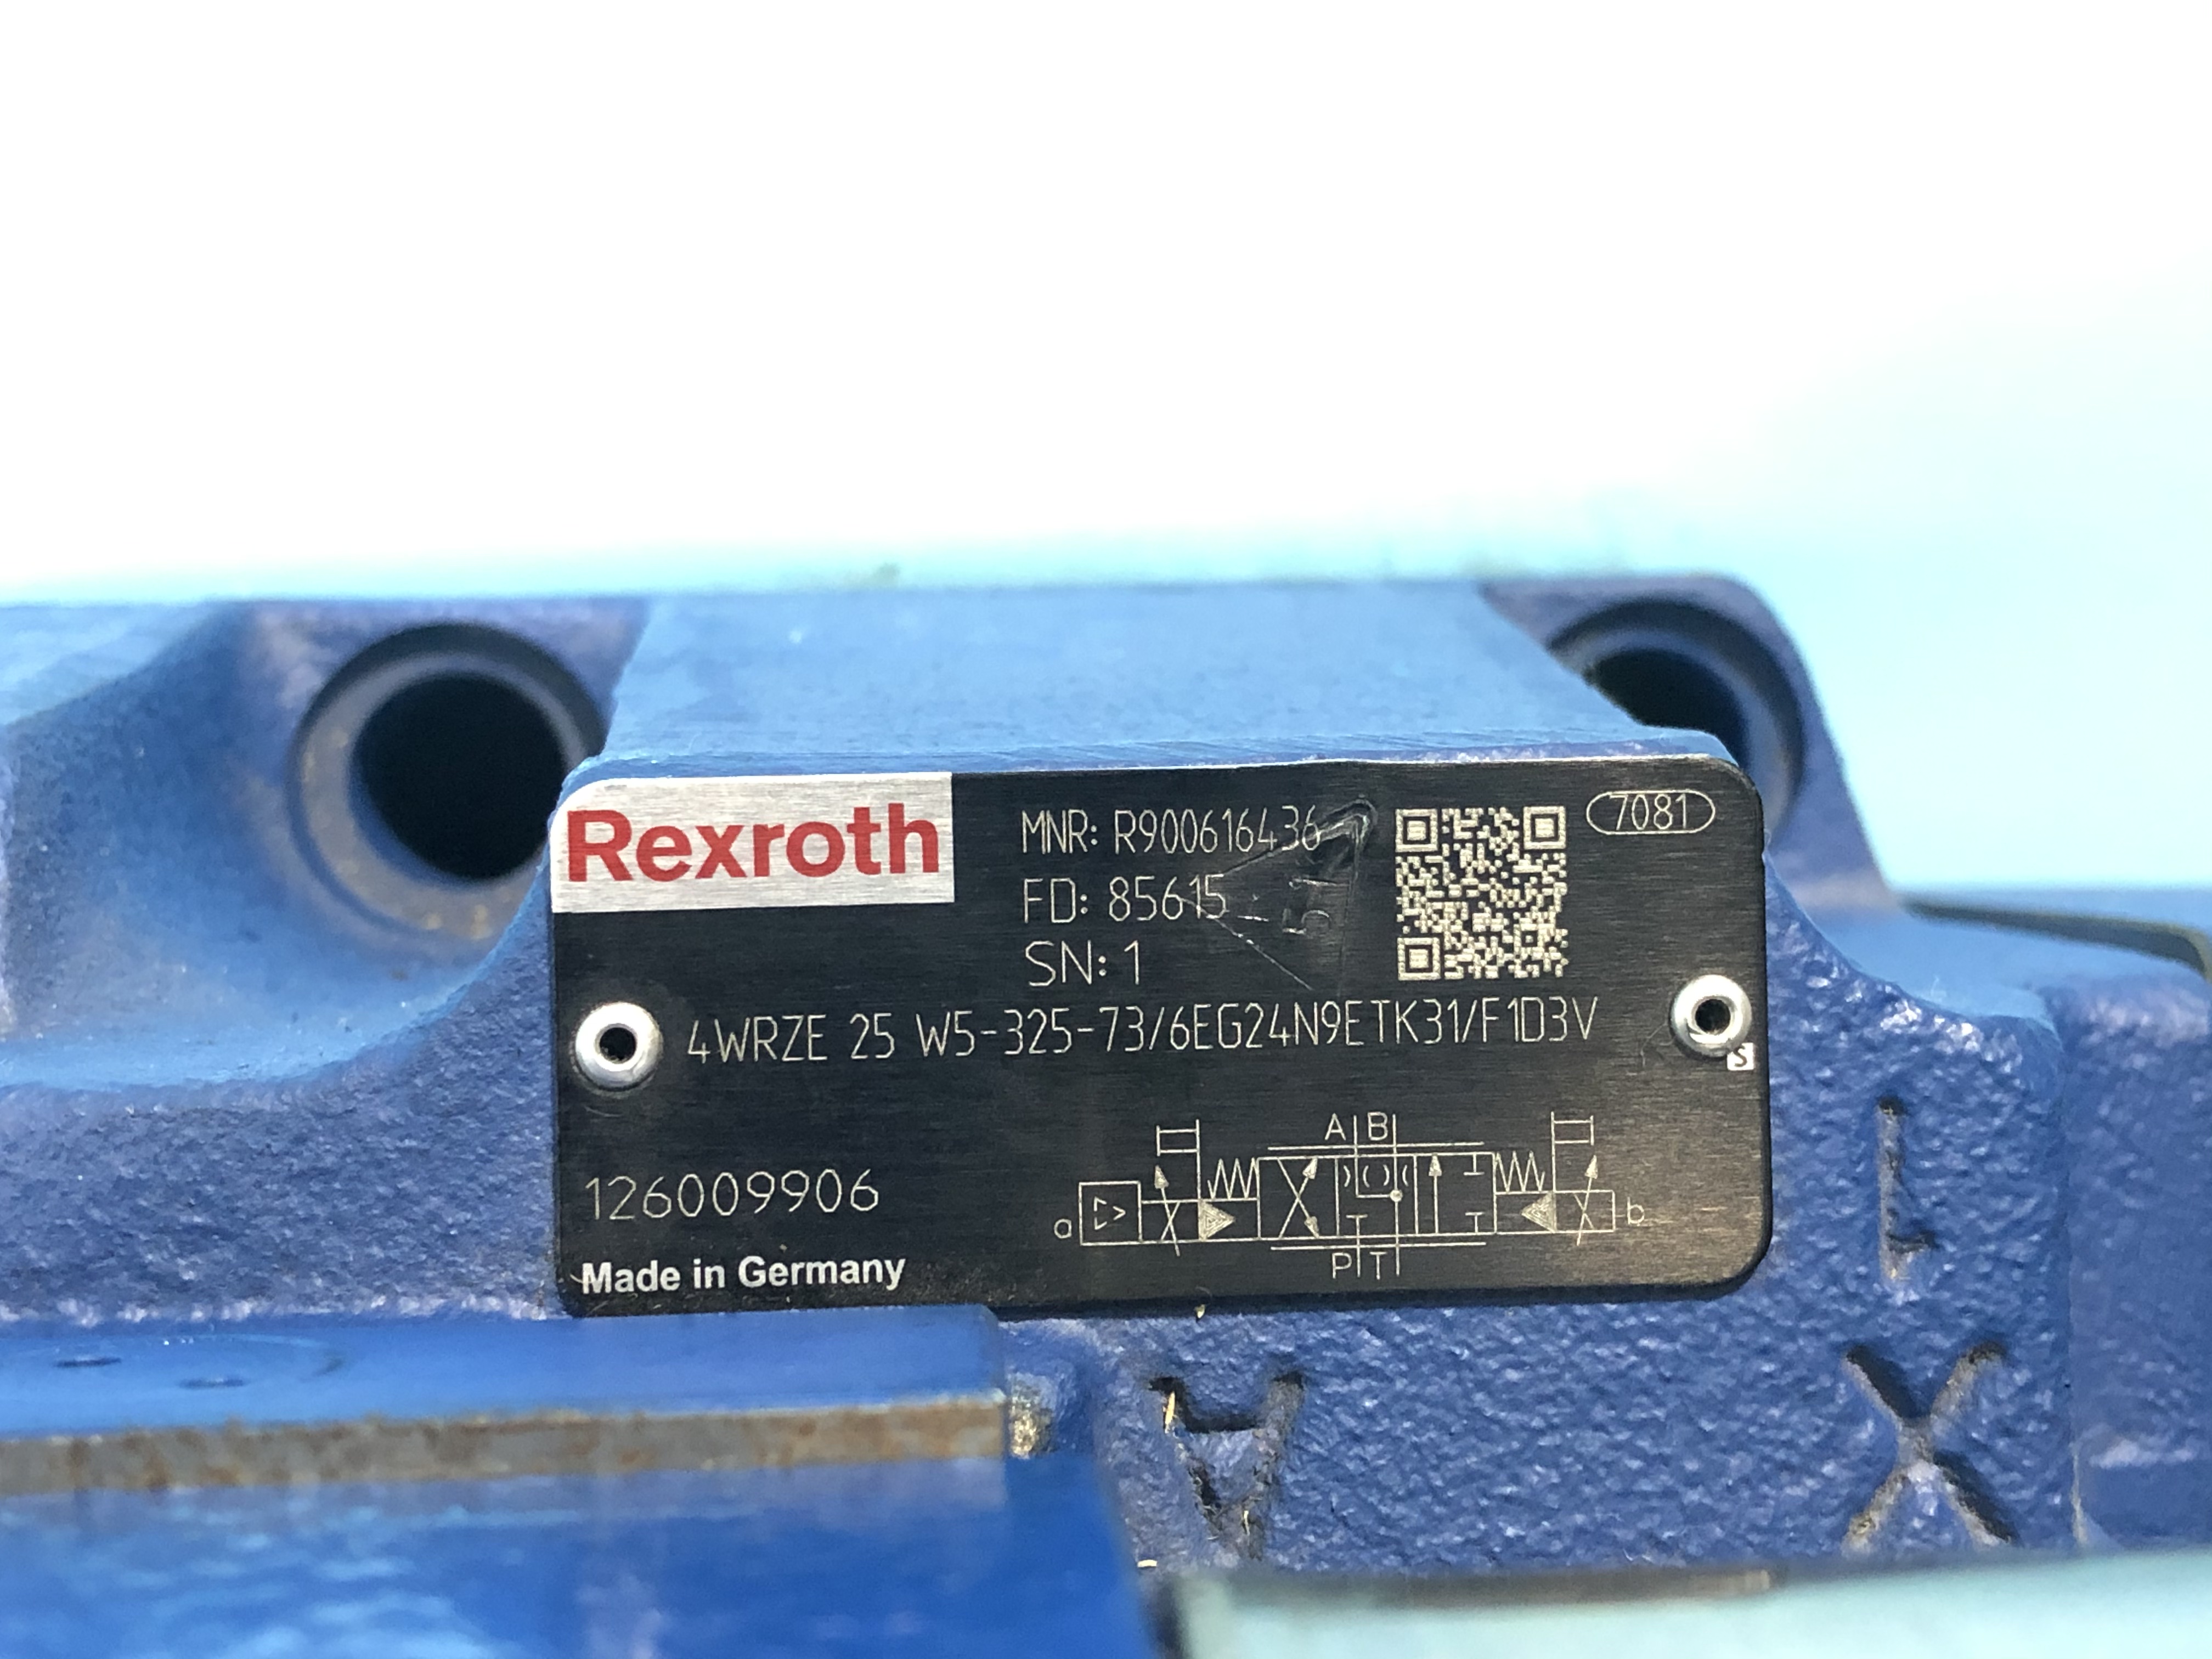 Rexroth
MNR: R900616436
FD: 85615
SN: 1
7081
4WRZE 25 W5-325-73/6EG24N9ETK31/F1D3V
S
126009906
Made in Germany
A B
a
b
P T
L
X
A